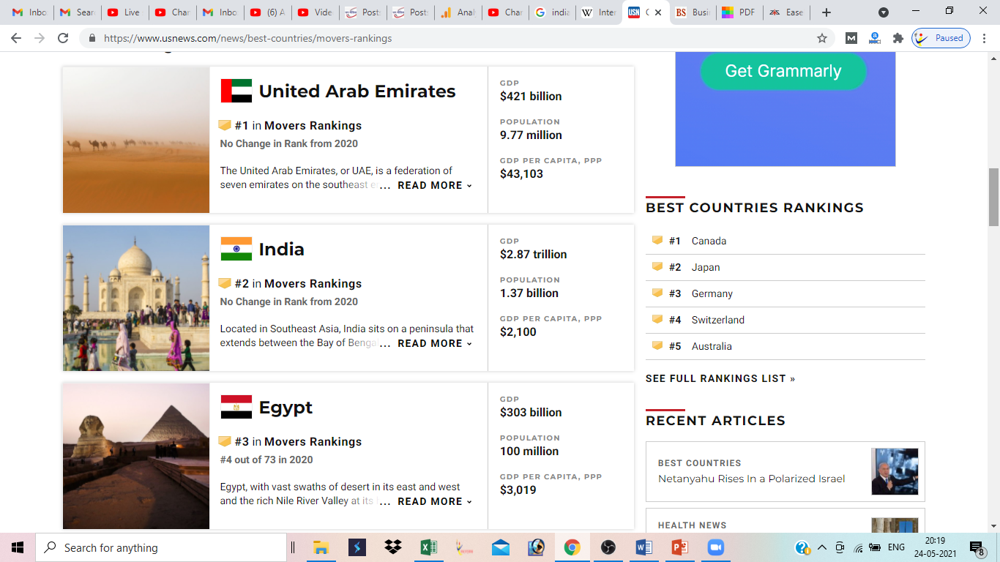 Inbo
Sear
Live
Char
Inbo
(6) A
Vide
Posts
Posts
Anal
Char
india
W
Inter
USN
C
BS
Busi
PDF
Ease
https://www.usnews.com/news/best-countries/movers-rankings
M
Paused
United Arab Emirates
#1 in Movers Rankings
No Change in Rank from 2020
The United Arab Emirates, or UAE, is a federation of
seven emirates on the southeast ... READ MORE
GDP
$421 billion
POPULATION
9.77 million
GDP PER CAPITA, PPP
$43,103
India
#2 in Movers Rankings
No Change in Rank from 2020
Located in Southeast Asia, India sits on a peninsula that
extends between the Bay of Benga ... READ MORE
GDP
$2.87 trillion
POPULATION
1.37 billion
GDP PER CAPITA, PPP
$2,100
Egypt
#3 in Movers Rankings
#4 out of 73 in 2020
Egypt, with vast swaths of desert in its east and west
and the rich Nile River Valley at its ... READ MORE
GDP
$303 billion
POPULATION
100 million
GDP PER CAPITA, PPP
$3,019
Get Grammarly
BEST COUNTRIES RANKINGS
#1 Canada
#2 Japan
#3 Germany
#4 Switzerland
#5 Australia
SEE FULL RANKINGS LIST »
RECENT ARTICLES
BEST COUNTRIES
Netanyahu Rises In a Polarized Israel
HEALTH NEWS
Search for anything
ENG
20:19
24-05-2021
8